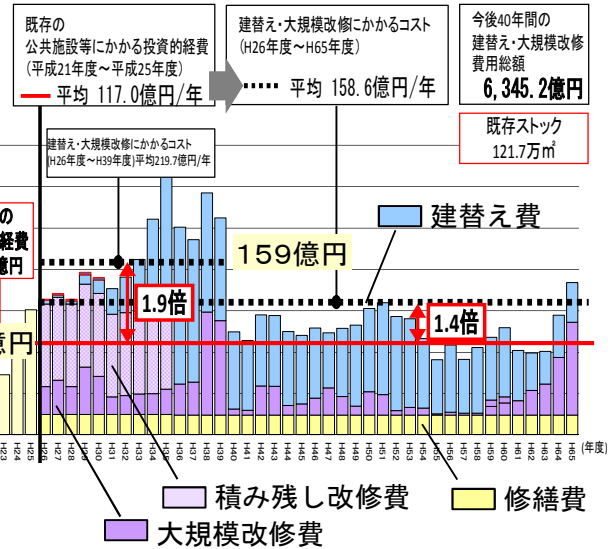 既存の
公共施設等にかかる投資的経費
(平成21年度～平成25年度)
平均 117.0億円/年
建替え・大規模改修にかかるコスト
(H26年度～H65年度)
平均 158.6億円/年
今後40年間の
建替え・大規模改修
費用総額
6,345.2億円
既存ストック
121.7万㎡
建替え・大規模改修にかかるコスト
(H26年度～H39年度)平均219.7億円/年
の
経費
億円
建替え費
159億円
1.9倍
1.4倍
億円
H23 H24 H25 H26 H27 H28 H29 H30 H31 H32 H33 H34 H35 H36 H37 H38 H39 H40 H41 H42 H43 H44 H45 H46 H47 H48 H49 H50 H51 H52 H53 H54 H55 H56 H57 H58 H59 H60 H61 H62 H63 H64 H65
(年度)
積み残し改修費
修繕費
大規模改修費